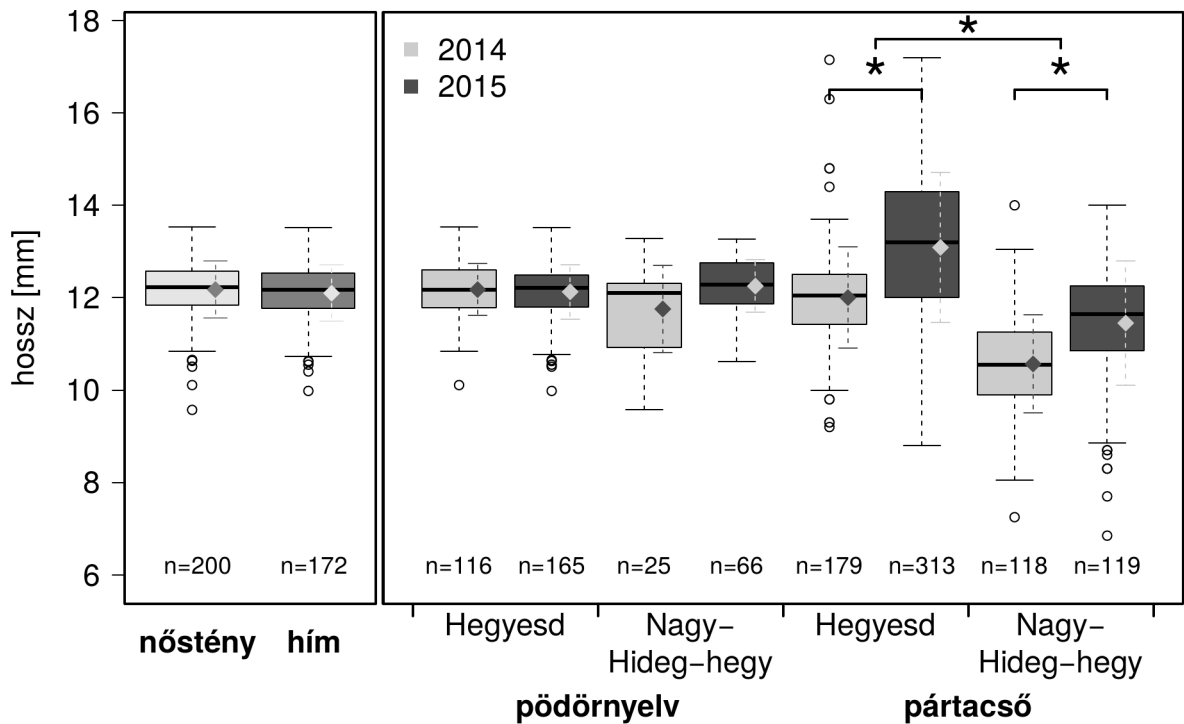 hossz [mm]
18
16
14
12
10
8
6
2014
2015
*
*
*
n=200 n=172 n=116 n=165 n=25 n=66 n=179 n=313 n=118 n=119
nőstény hím
Hegyesd Nagy–Hideg–hegy Hegyesd Nagy–Hideg–hegy
pödörnyelv pártacső